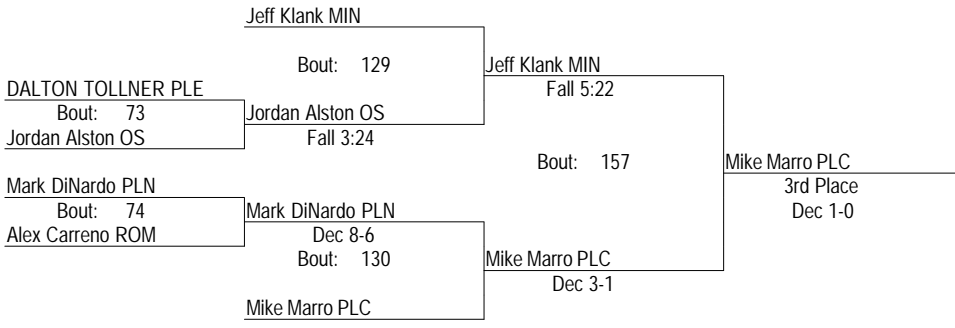 Jeff Klank MIN
Bout: 129
Jeff Klank MIN
Fall 5:22
DALTON TOLLNER PLE
Bout: 73
Jordan Alston OS
Jordan Alston OS
Fall 3:24
Bout: 157
Mike Marro PLC
3rd Place
Dec 1-0
Mark DiNardo PLN
Bout: 74
Alex Carreno ROM
Mark DiNardo PLN
Dec 8-6
Bout: 130
Mike Marro PLC
Dec 3-1
Mike Marro PLC